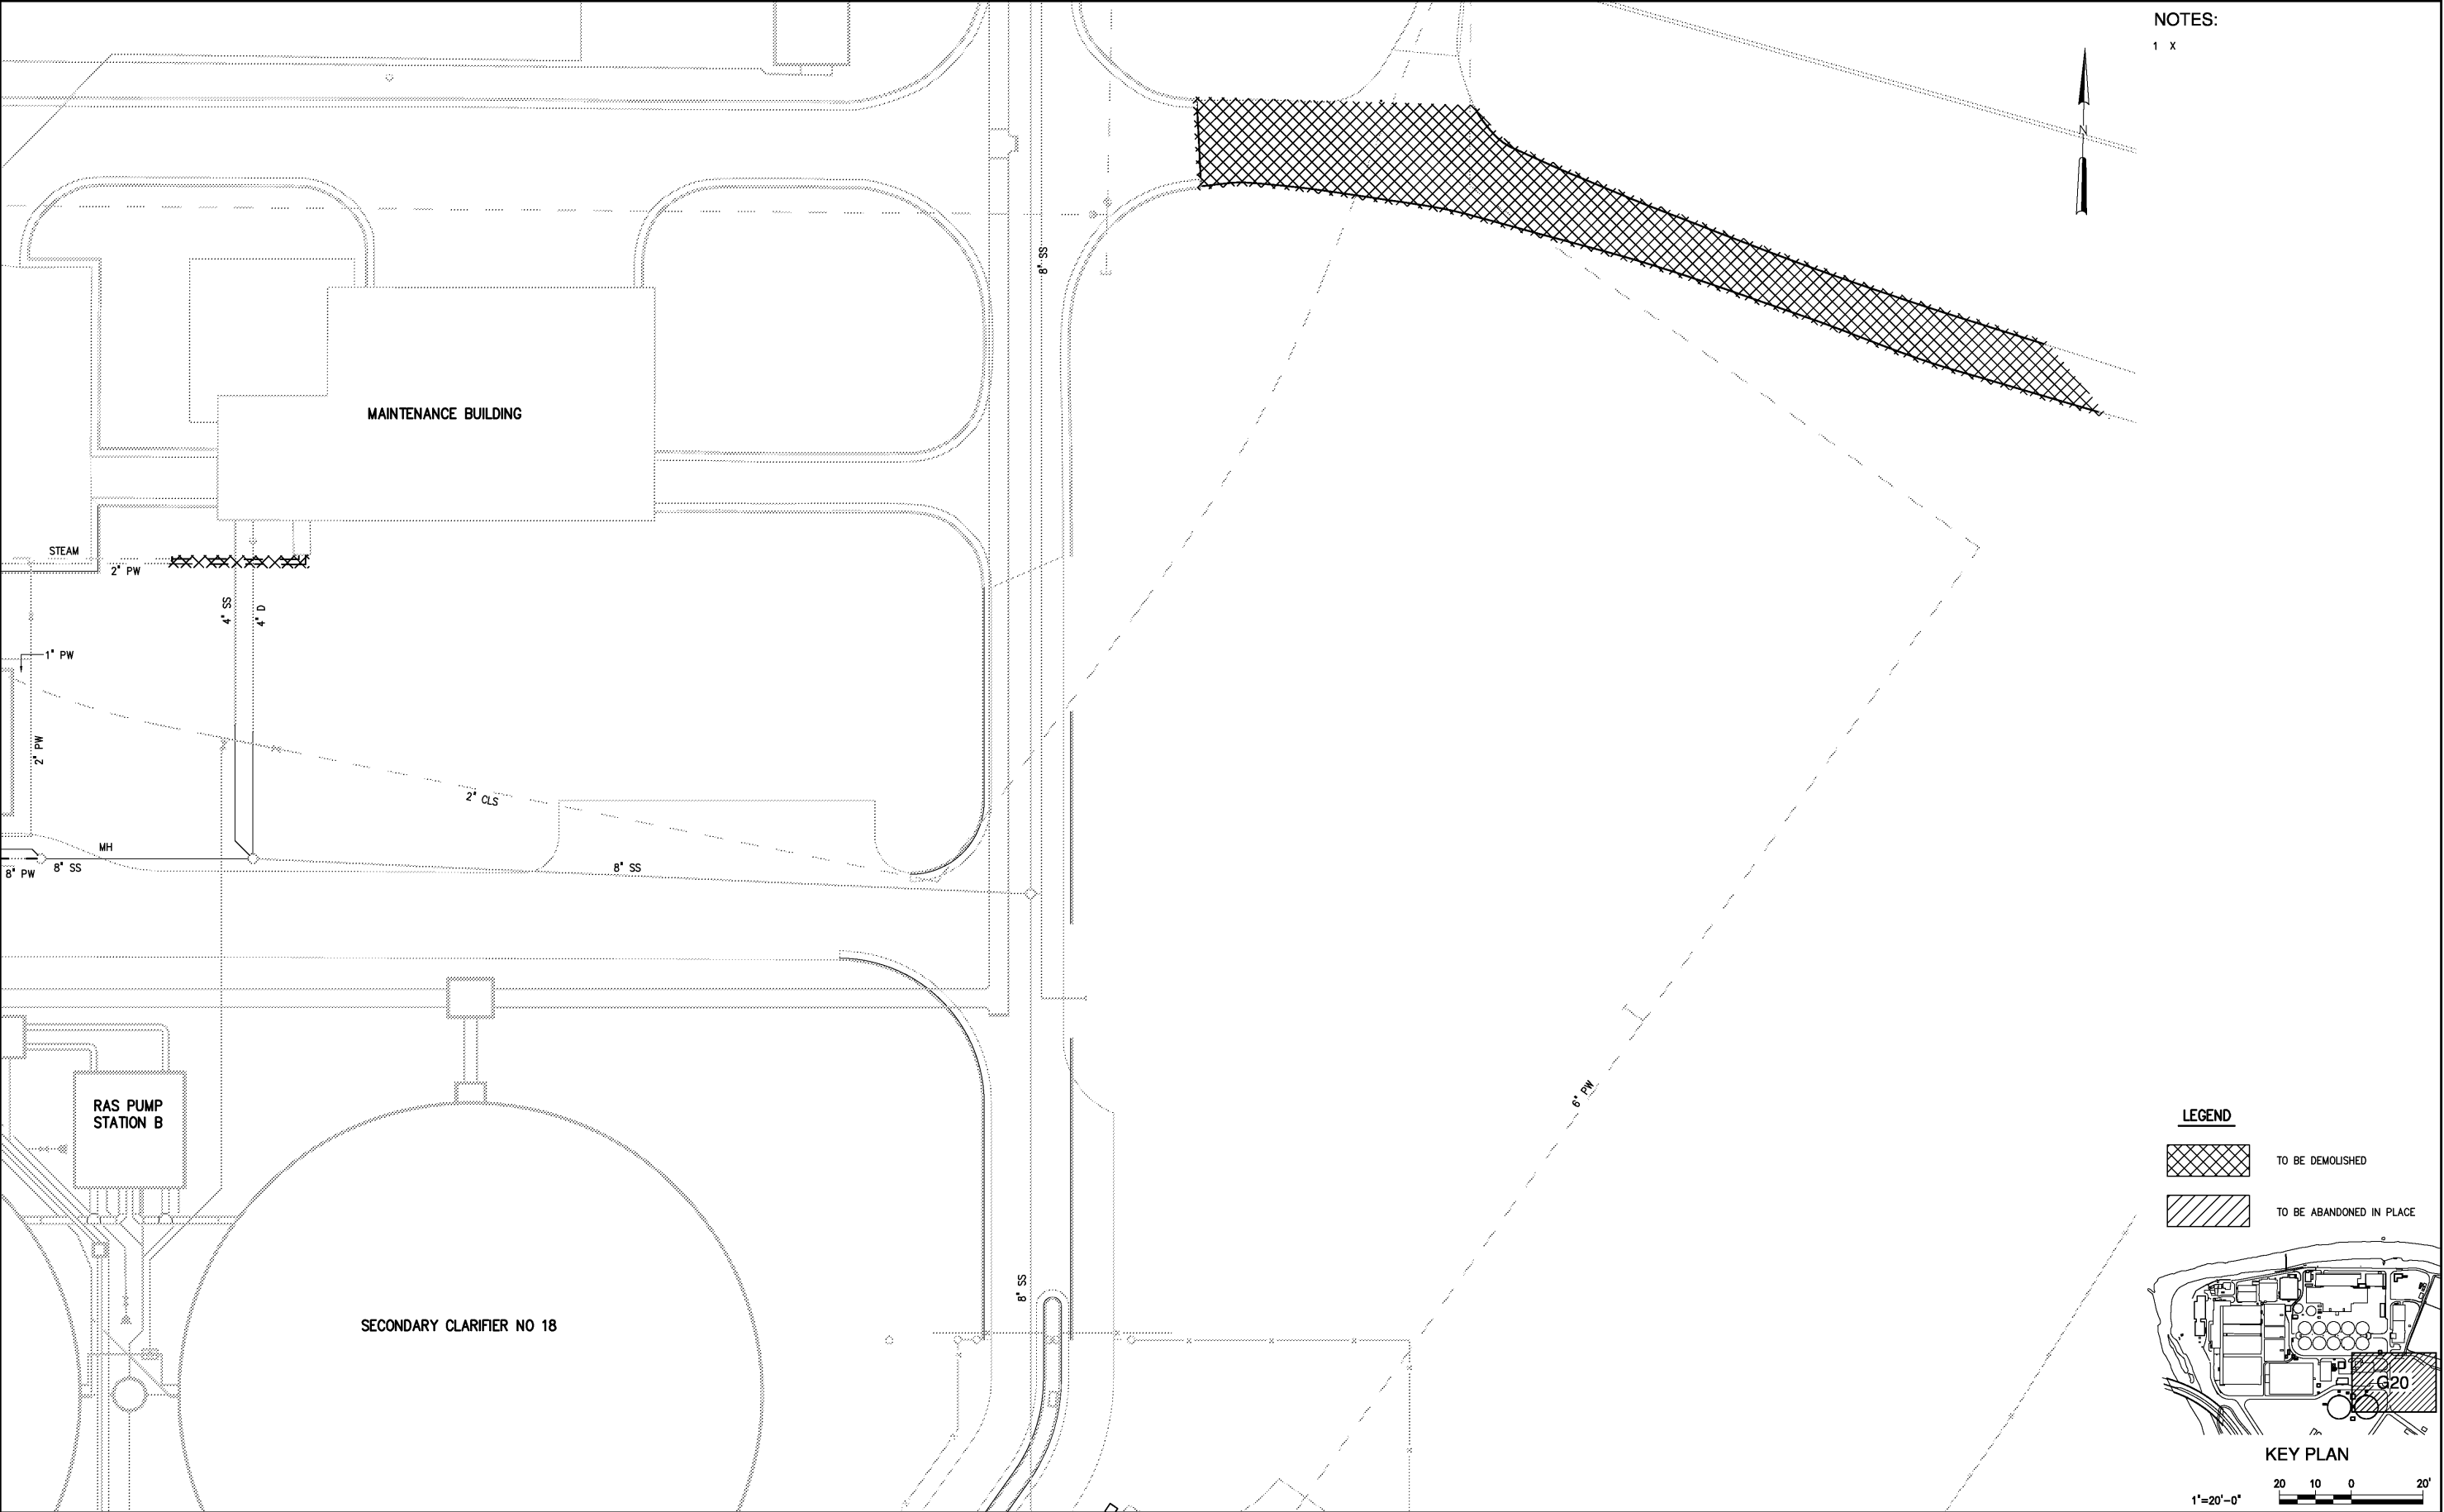 NOTES:
1 X
N
8" SS
MAINTENANCE BUILDING
STEAM
2" PW
4" SS
4" D
1" PW
2" PW
2" CLS
MH
8" SS
8" PW
8" SS
6" PW
RAS PUMP
STATION B
SECONDARY CLARIFIER NO 18
8" SS
LEGEND
TO BE DEMOLISHED
TO BE ABANDONED IN PLACE
G20
KEY PLAN
1"=20'-0"
20 10 0 20'